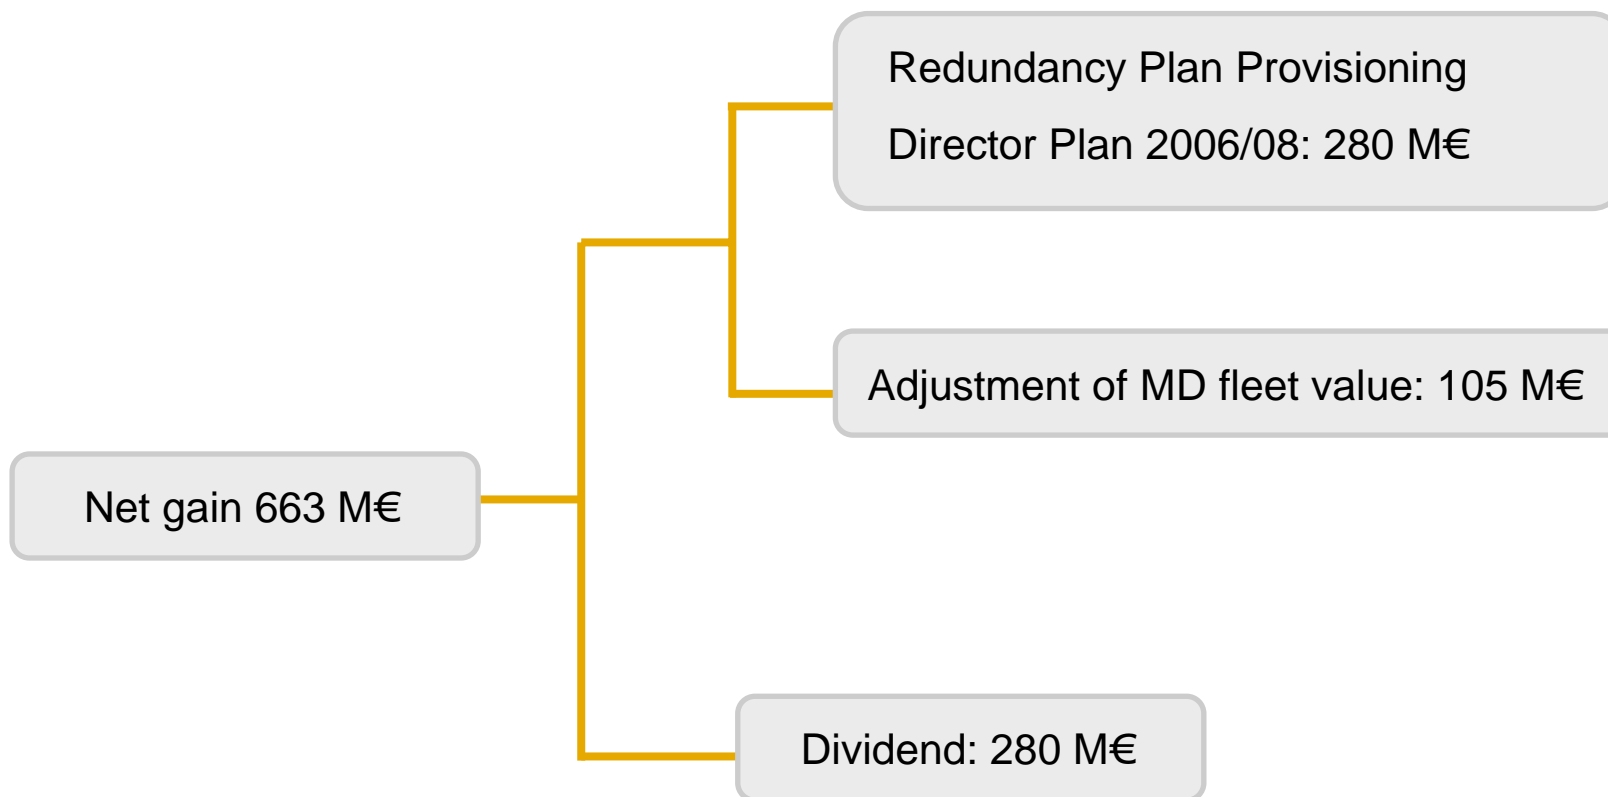 Redundancy Plan Provisioning
Director Plan 2006/08: 280 M€
Adjustment of MD fleet value: 105 M€
Net gain 663 M€
Dividend: 280 M€